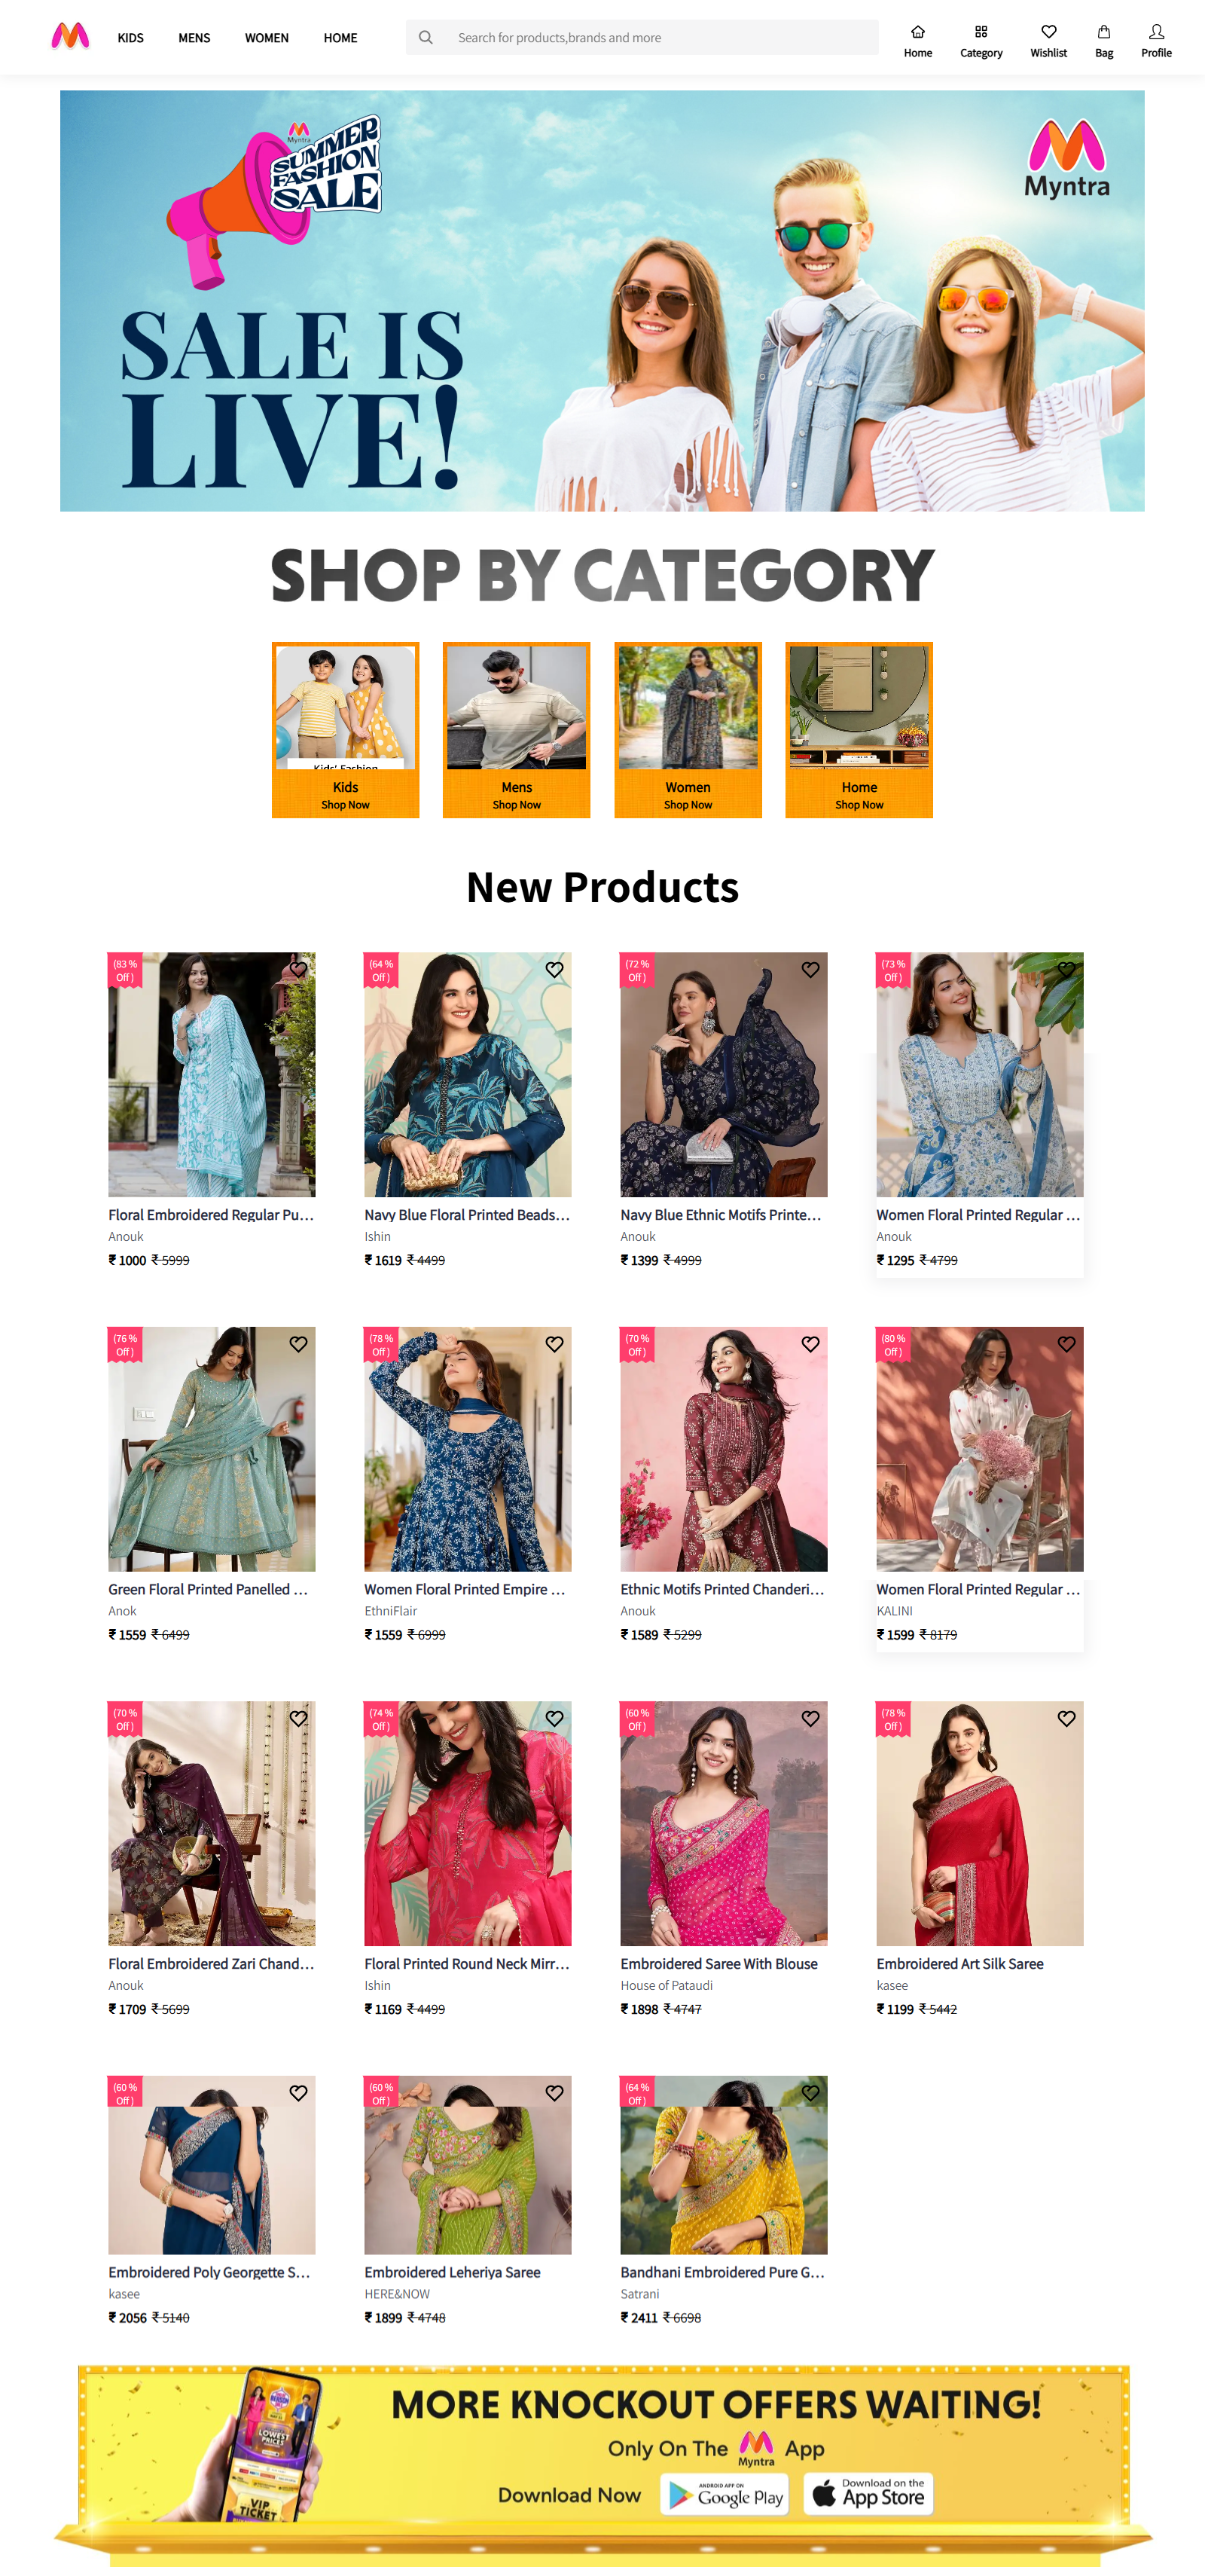 KIDS MENS WOMEN HOME Search for products,brands and more Home Category Wishlist Bag Profile
Myntra
SUMMER
FASHION
SALE
Myntra
SALE IS
LIVE!
SHOP BY CATEGORY
Kids' Fashion
Kids Mens Women Home
Shop Now Shop Now Shop Now Shop Now
New Products
(83 % (64 % (72 % (73 %
Off ) Off ) Off ) Off )
Floral Embroidered Regular Pu... Navy Blue Floral Printed Beads... Navy Blue Ethnic Motifs Printe... Women Floral Printed Regular ...
Anouk Ishin Anouk Anouk
₹ 1000 ₹ 5999 ₹ 1619 ₹ 4499 ₹ 1399 ₹ 4999 ₹ 1295 ₹ 4799
(76 % (78 % (70 % (80 %
Off ) Off ) Off ) Off )
Green Floral Printed Panelled ... Women Floral Printed Empire ... Ethnic Motifs Printed Chanderi... Women Floral Printed Regular ...
Anok EthniFlair Anouk KALINI
₹ 1559 ₹ 6499 ₹ 1559 ₹ 6999 ₹ 1589 ₹ 5299 ₹ 1599 ₹ 8179
(70 % (74 % (60 % (78 %
Off ) Off ) Off ) Off )
Floral Embroidered Zari Chand... Floral Printed Round Neck Mirr... Embroidered Saree With Blouse Embroidered Art Silk Saree
Anouk Ishin House of Pataudi kasee
₹ 1709 ₹ 5699 ₹ 1169 ₹ 4499 ₹ 1898 ₹ 4747 ₹ 1199 ₹ 5442
(60 % (60 % (64 %
Off ) Off ) Off )
Embroidered Poly Georgette S... Embroidered Leheriya Saree Bandhani Embroidered Pure G...
kasee HERE&NOW Satrani
₹ 2056 ₹ 5140 ₹ 1899 ₹ 4748 ₹ 2411 ₹ 6698
MORE KNOCKOUT OFFERS WAITING!
Only On The Myntra App
Download Now ANDROID APP ON Google Play Download on the App Store
LOWEST
PRICES
VIP
TICKET